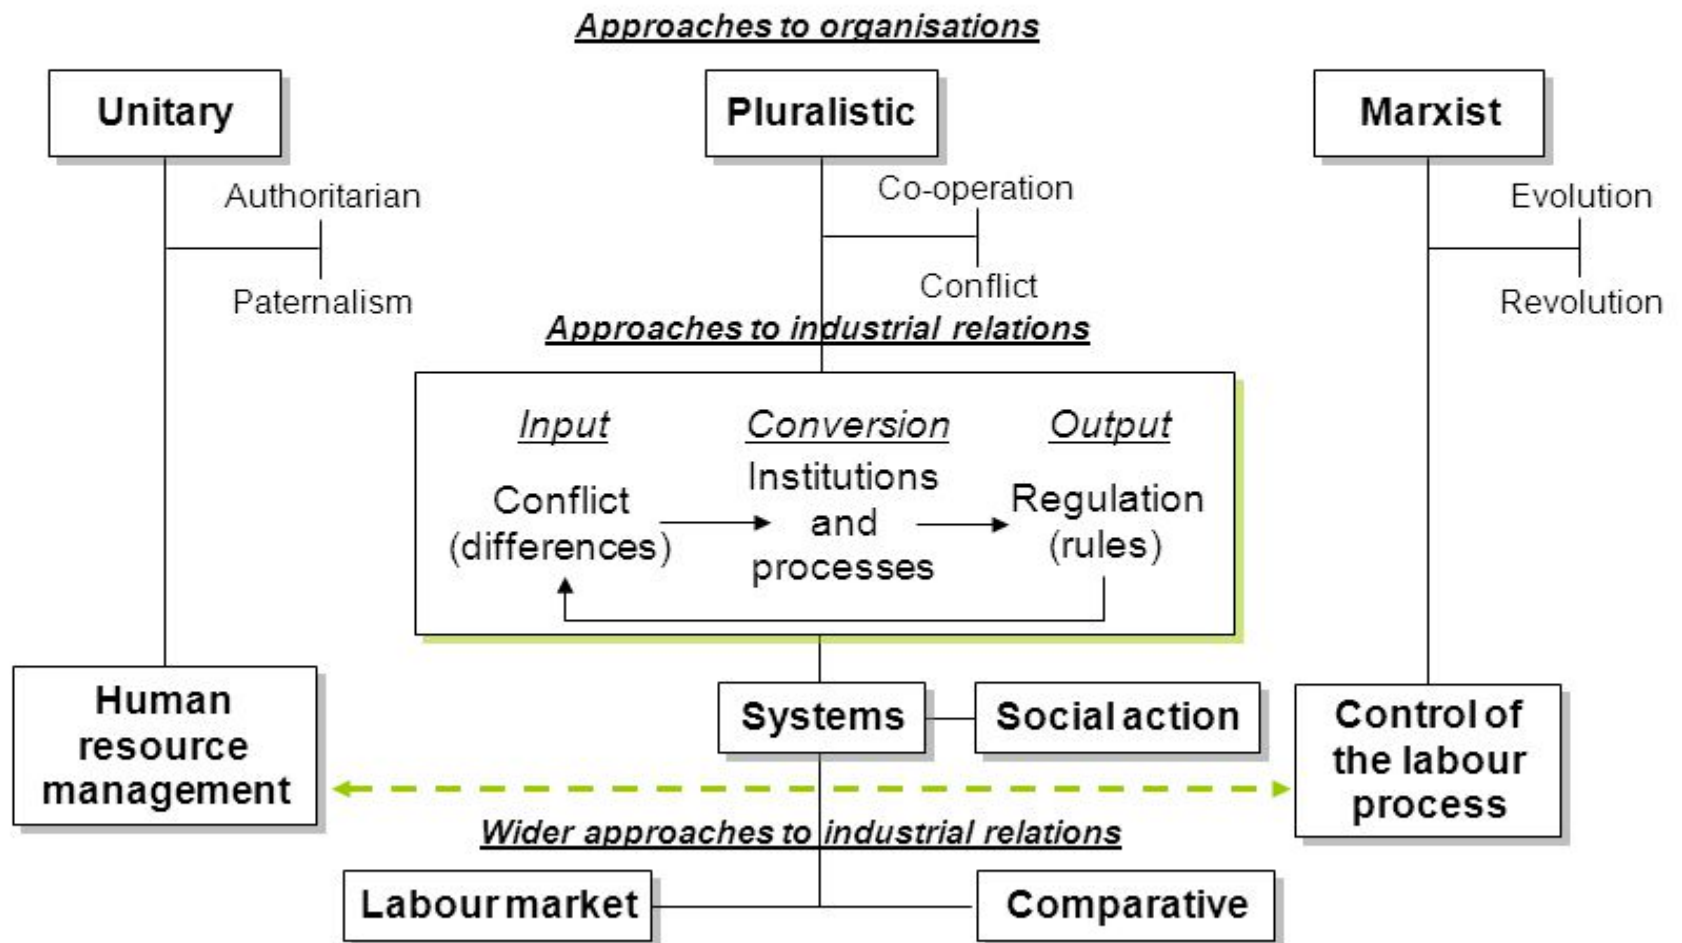 Approaches to organisations
Unitary
Pluralistic
Marxist
Authoritarian
Paternalism
Co-operation
Conflict
Evolution
Revolution
Approaches to industrial relations
Input
Conflict
(differences)
Conversion
Institutions
and
processes
Output
Regulation
(rules)
Human
resource
management
Systems
Social action
Control of
the labour
process
Wider approaches to industrial relations
Labour market
Comparative